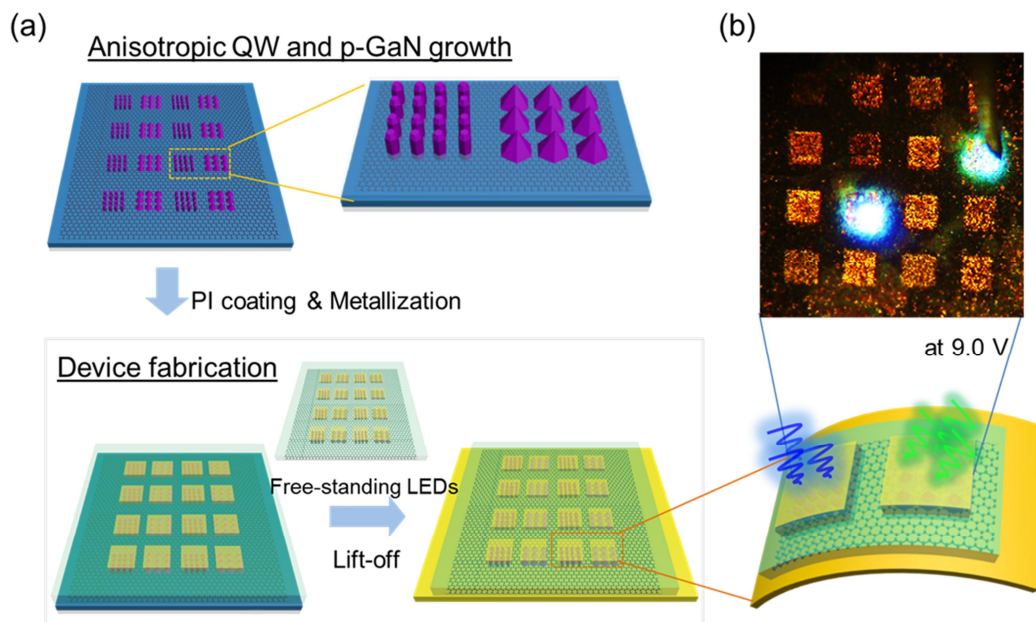 (a)
Anisotropic QW and p-GaN growth
PI coating & Metallization
Device fabrication
Free-standing LEDs
Lift-off
(b)
at 9.0 V